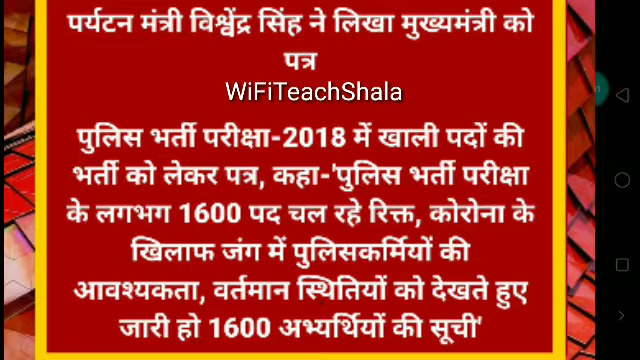 पर्यटन मंत्री विश्वेंद्र सिंह ने लिखा मुख्यमंत्री को
पत्र
WiFiTeachShala
पुलिस भर्ती परीक्षा-2018 में खाली पदों की
भर्ती को लेकर पत्र, कहा-'पुलिस भर्ती परीक्षा
के लगभग 1600 पद चल रहे रिक्त, कोरोना के
खिलाफ जंग में पुलिसकर्मियों की
आवश्यकता, वर्तमान स्थितियों को देखते हुए
जारी हो 1600 अभ्यर्थियों की सूची'